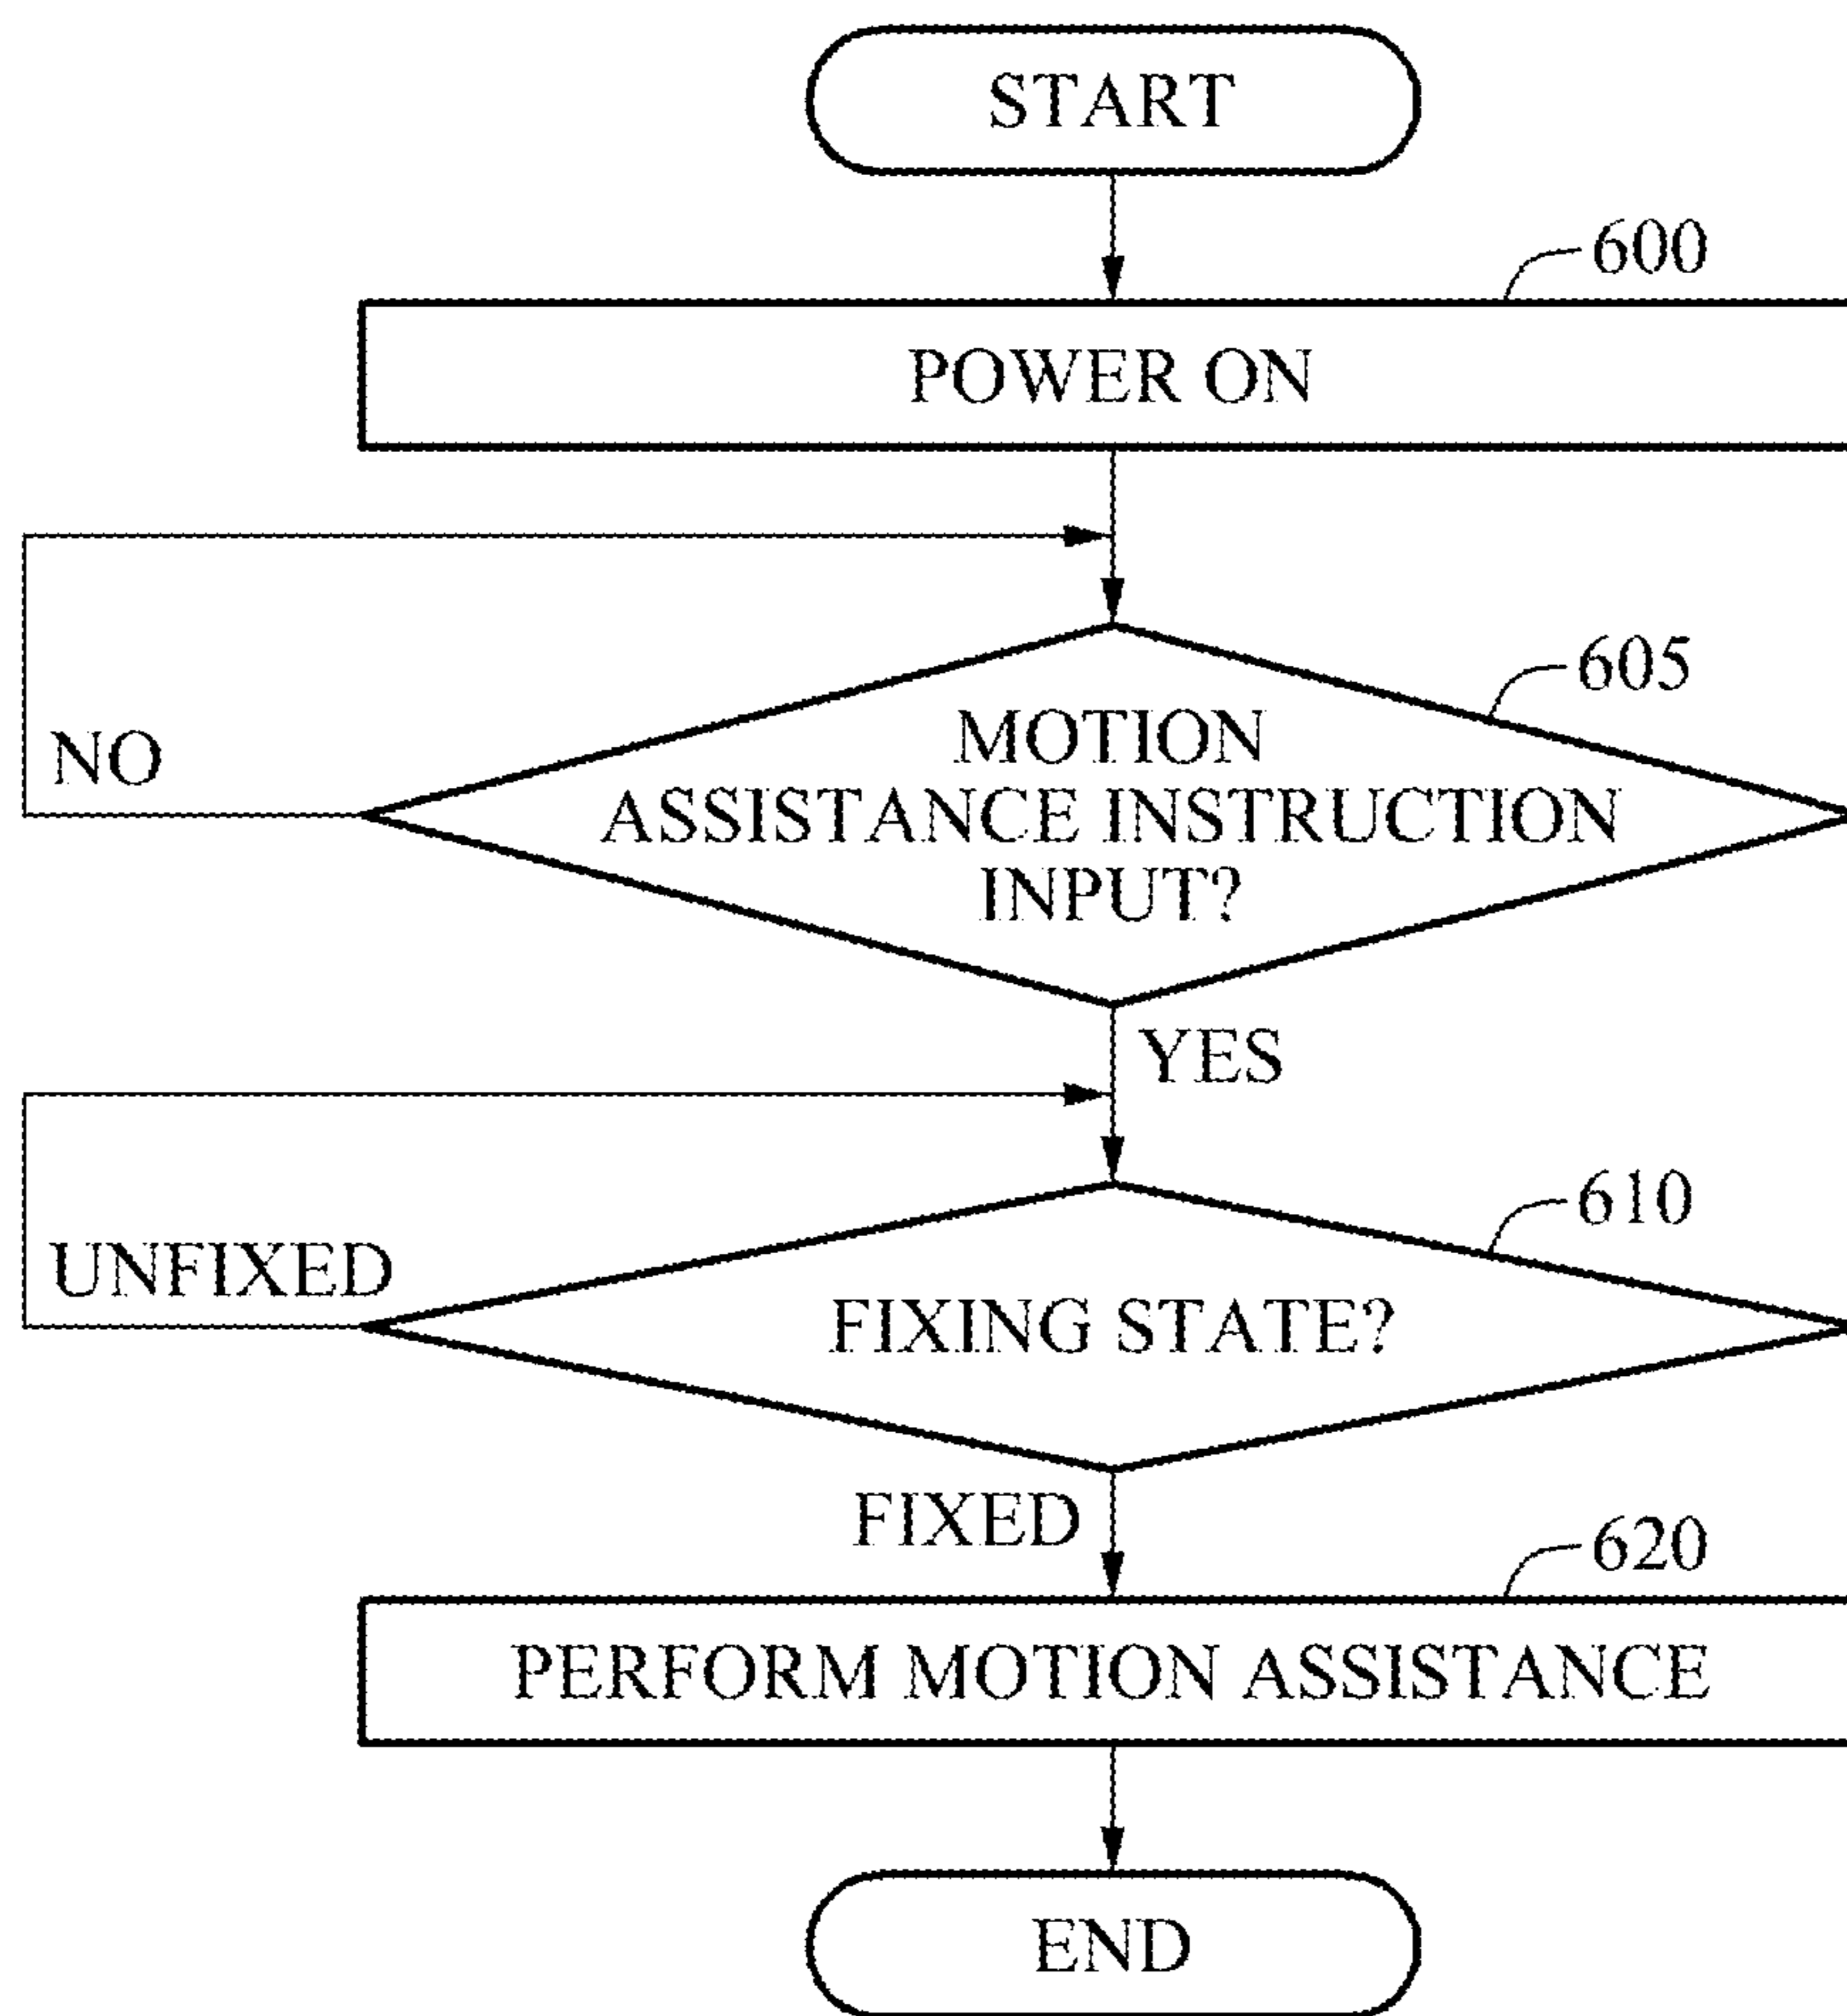 START
600
POWER ON
605
MOTION
ASSISTANCE INSTRUCTION
INPUT?
NO
YES
610
UNFIXED
FIXING STATE?
FIXED
620
PERFORM MOTION ASSISTANCE
END